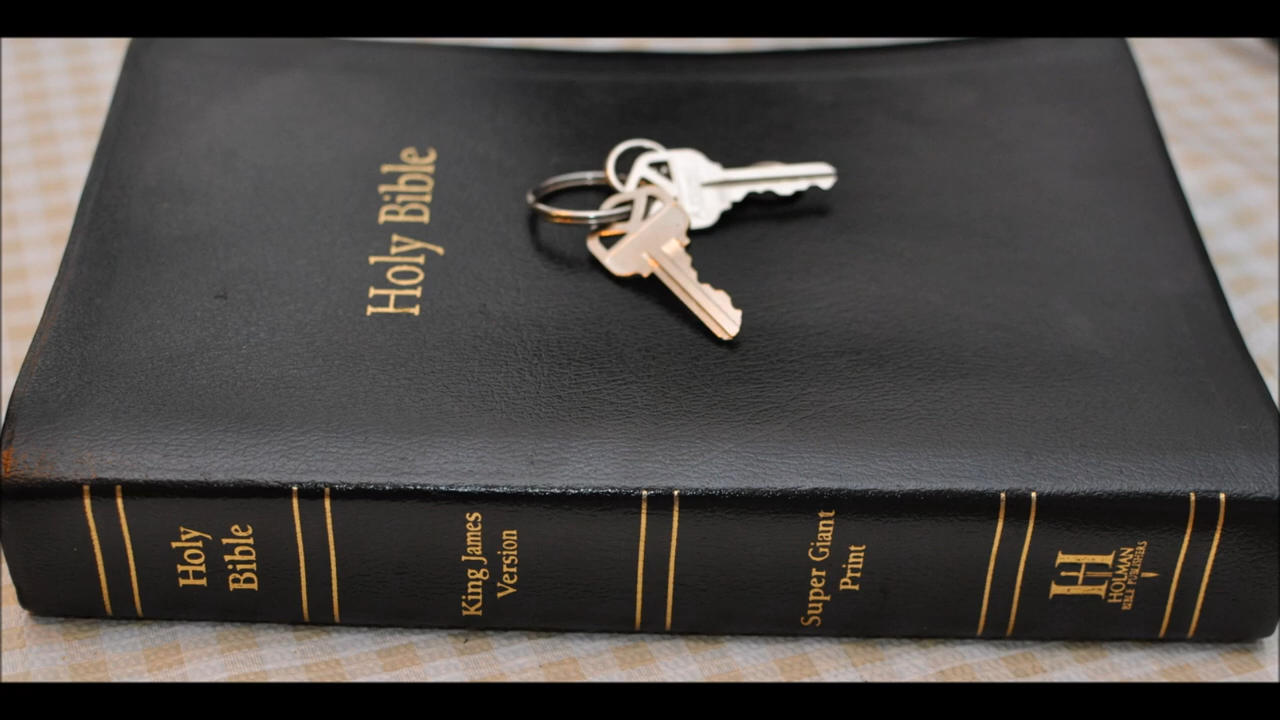 Holy Bible
Holy
Bible
King James
Version
Super Giant
Print
HOLMAN
BIBLE PUBLISHERS